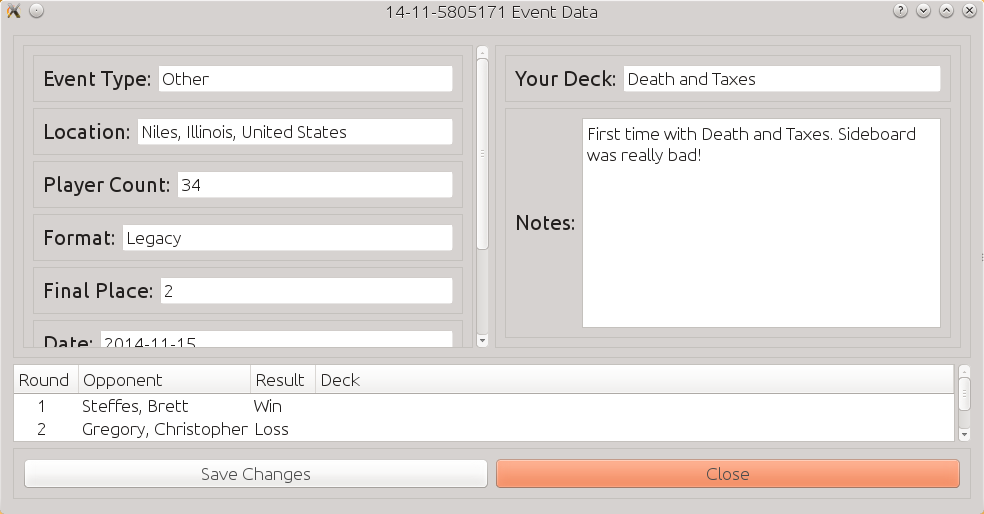 14-11-5805171 Event Data
Event Type: Other
Location: Niles, Illinois, United States
Player Count: 34
Format: Legacy
Final Place: 2
Date: 2014-11-15
Your Deck: Death and Taxes
Notes: First time with Death and Taxes. Sideboard
was really bad!
Round Opponent Result Deck
1 Steffes, Brett Win
2 Gregory, Christopher Loss
Save Changes Close